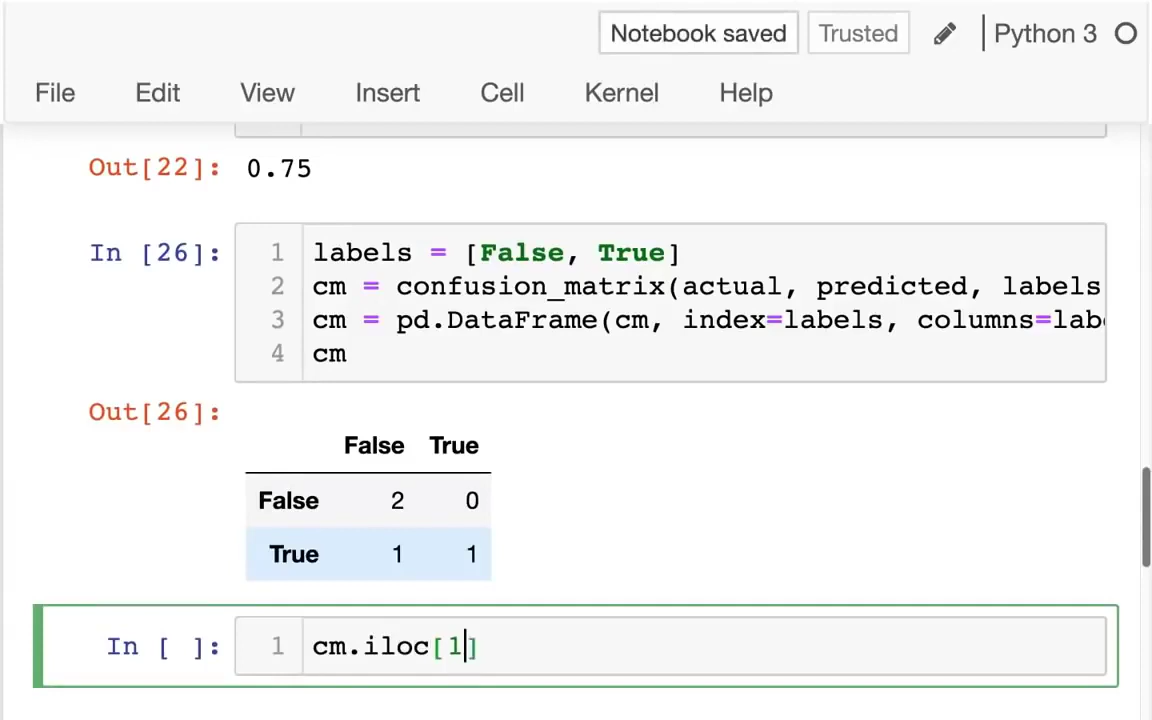 Notebook saved Trusted Python 3
File Edit View Insert Cell Kernel Help
Out[22]: 0.75
In [26]: 1 labels = [False, True]
2 cm = confusion_matrix(actual, predicted, labels
3 cm = pd.DataFrame(cm, index=labels, columns=lab
4 cm
Out[26]:
False True
False 2 0
True 1 1
In [ ]: 1 cm.iloc[1]